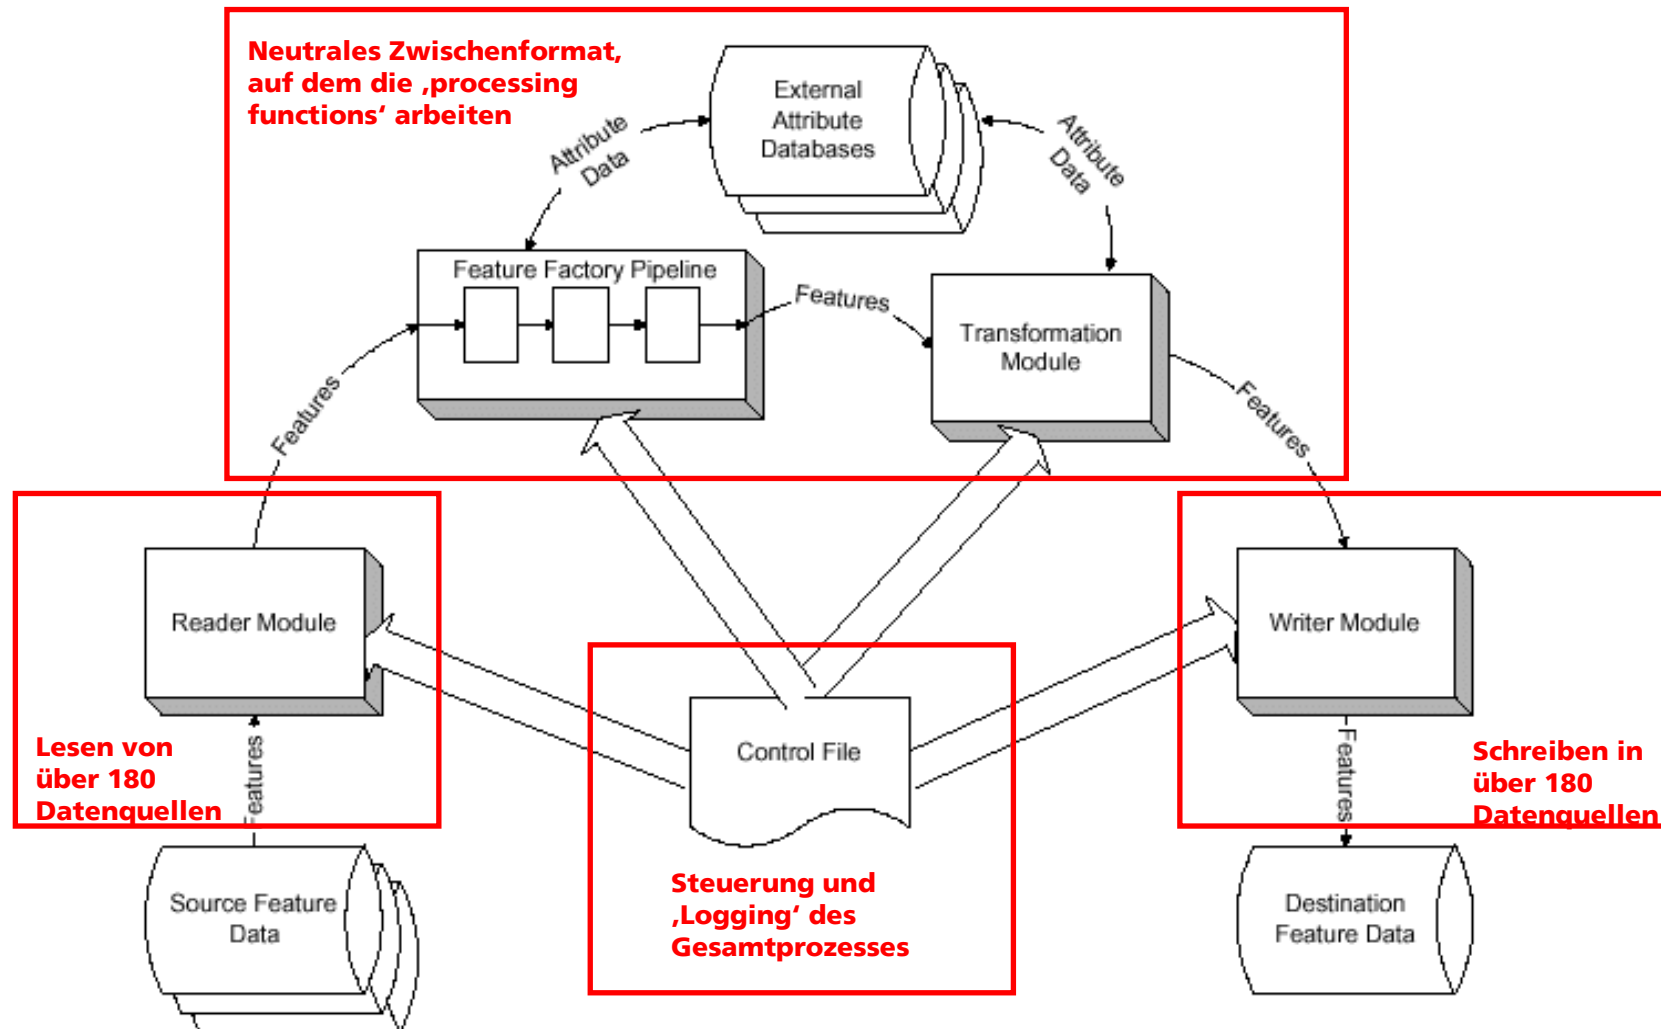 Neutrales Zwischenformat,
auf dem die ‚processing
functions‘ arbeiten
External
Attribute
Databases
Attribute
Data
Attribute
Data
Feature Factory Pipeline
Features
Transformation
Module
Features
Features
Reader Module
Writer Module
Lesen von
über 180
Datenquellen
Features
Control File
Features
Schreiben in
über 180
Datenquellen
Steuerung und
‚Logging‘ des
Gesamtprozesses
Source Feature
Data
Destination
Feature Data